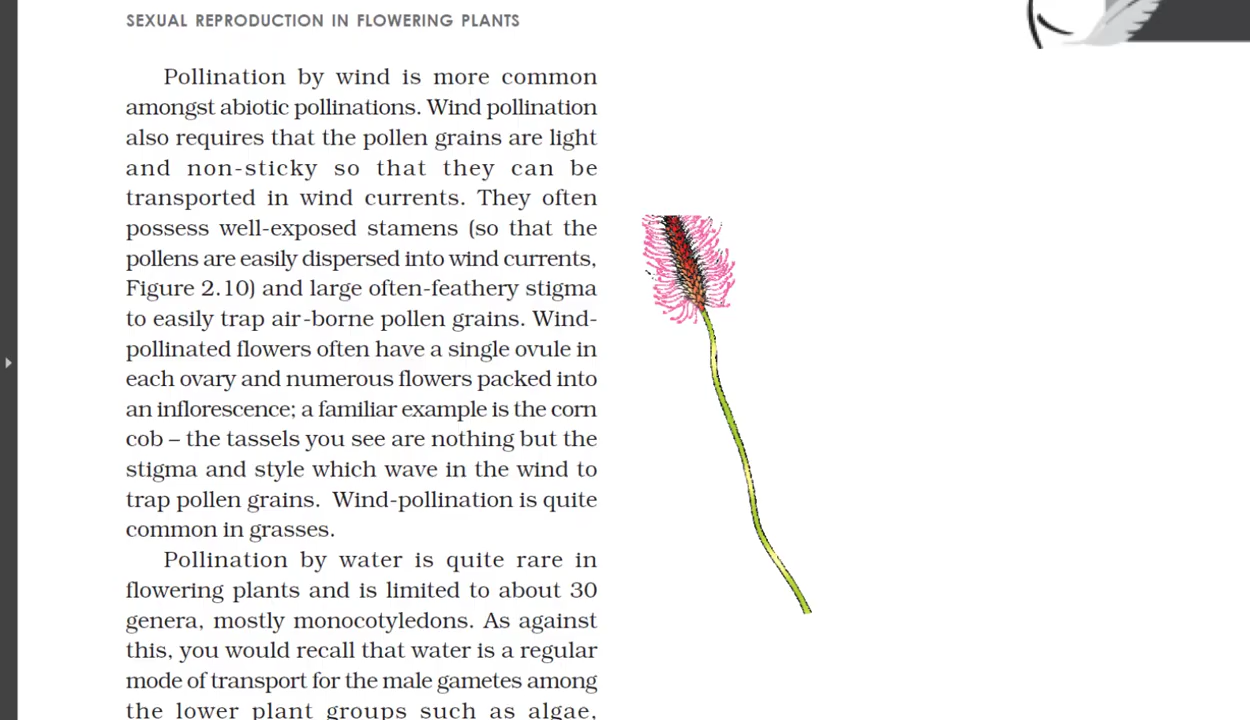 SEXUAL REPRODUCTION IN FLOWERING PLANTS
Pollination by wind is more common
amongst abiotic pollinations. Wind pollination
also requires that the pollen grains are light
and non-sticky so that they can be
transported in wind currents. They often
possess well-exposed stamens (so that the
pollens are easily dispersed into wind currents,
Figure 2.10) and large often-feathery stigma
to easily trap air-borne pollen grains. Wind-
pollinated flowers often have a single ovule in
each ovary and numerous flowers packed into
an inflorescence; a familiar example is the corn
cob – the tassels you see are nothing but the
stigma and style which wave in the wind to
trap pollen grains. Wind-pollination is quite
common in grasses.
Pollination by water is quite rare in
flowering plants and is limited to about 30
genera, mostly monocotyledons. As against
this, you would recall that water is a regular
mode of transport for the male gametes among
the lower plant groups such as algae,